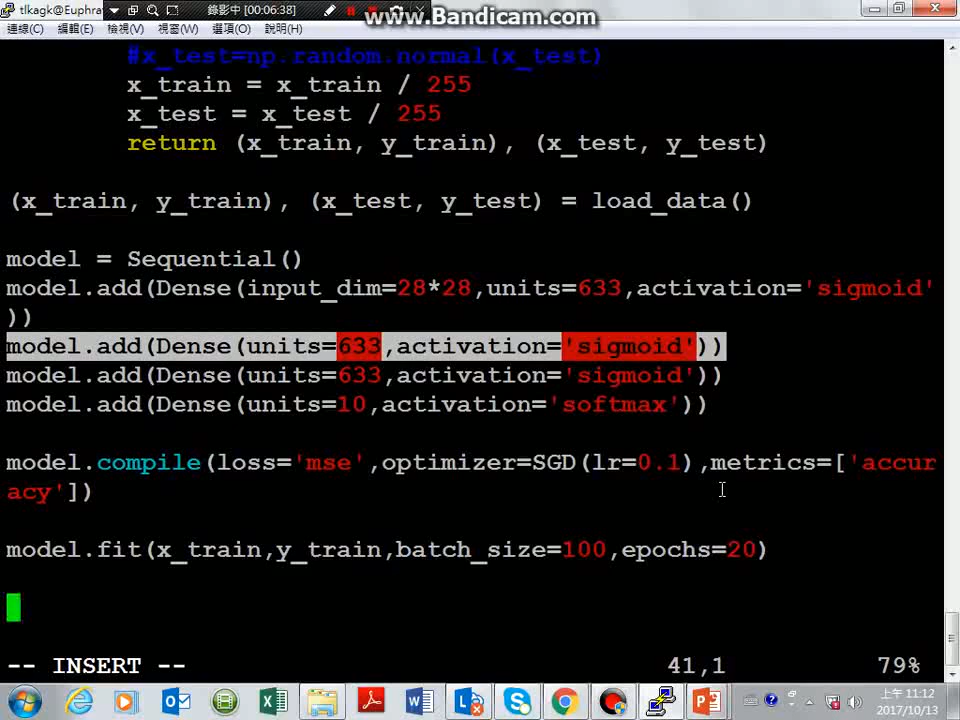 tlkagk@Euphra
錄影中 [00:06:38]
www.Bandicam.com
連線(C) 編輯(E) 檢視(V) 視窗(W) 選項(O) 說明(H)
#x_test=np.random.normal(x_test)
x_train = x_train / 255
x_test = x_test / 255
return (x_train, y_train), (x_test, y_test)
(x_train, y_train), (x_test, y_test) = load_data()
model = Sequential()
model.add(Dense(input_dim=28*28,units=633,activation='sigmoid'
))
model.add(Dense(units=633,activation='sigmoid'))
model.add(Dense(units=633,activation='sigmoid'))
model.add(Dense(units=10,activation='softmax'))
model.compile(loss='mse',optimizer=SGD(lr=0.1),metrics=['accur
acy'])
model.fit(x_train,y_train,batch_size=100,epochs=20)
-- INSERT -- 41,1 79%
上午 11:12
2017/10/13